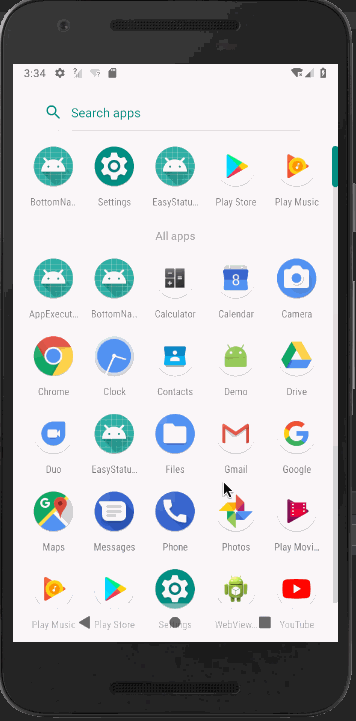 3:34
Search apps
BottomNa.. Settings EasyStatu... Play Store Play Music
All apps
AppExecut... BottomNa... Calculator Calendar Camera
8
Chrome Clock Contacts Demo Drive
Duo EasyStatu... Files Gmail Google
Maps Messages Phone Photos Play Movi...
Play Music Play Store Settings WebView... YouTube